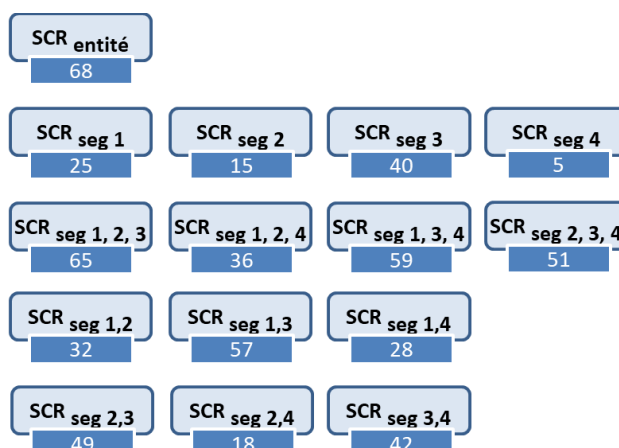 SCR entité
68
SCR seg 1 SCR seg 2 SCR seg 3 SCR seg 4
25 15 40 5
SCR seg 1, 2, 3 SCR seg 1, 2, 4 SCR seg 1, 3, 4 SCR seg 2, 3, 4
65 36 59 51
SCR seg 1,2 SCR seg 1,3 SCR seg 1,4
32 57 28
SCR seg 2,3 SCR seg 2,4 SCR seg 3,4
49 18 42